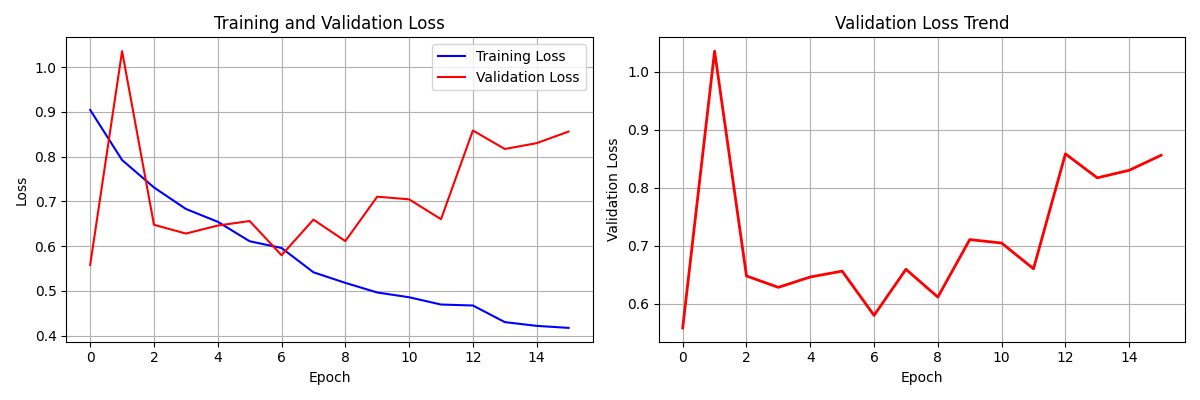 Training and Validation Loss
Training Loss
Validation Loss
Loss
1.0
0.9
0.8
0.7
0.6
0.5
0.4
0 2 4 6 8 10 12 14
Epoch
Validation Loss Trend
Validation Loss
1.0
0.9
0.8
0.7
0.6
0 2 4 6 8 10 12 14
Epoch